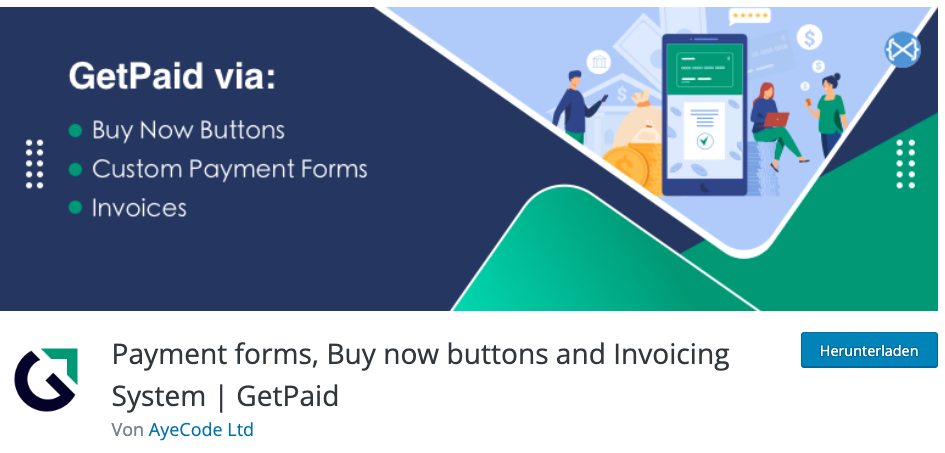 GetPaid via:
Buy Now Buttons
Custom Payment Forms
Invoices
Payment forms, Buy now buttons and Invoicing
System | GetPaid
Von AyeCode Ltd
Herunterladen